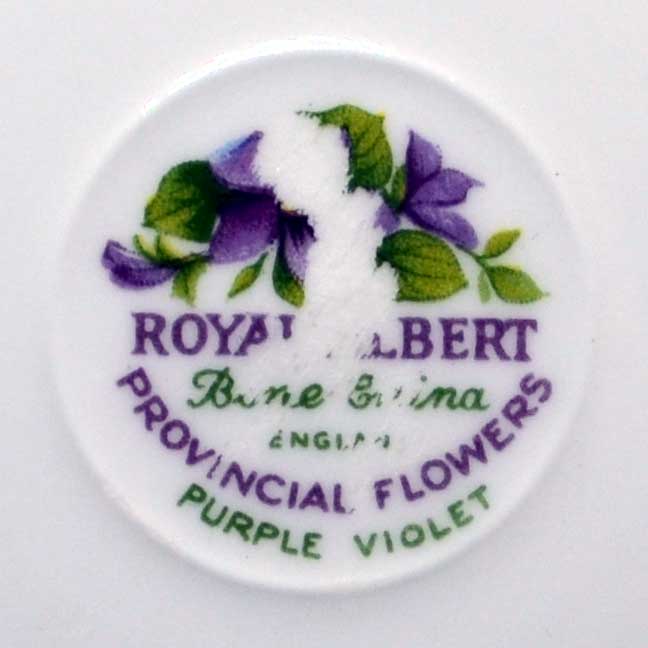 ROYAL ALBERT
Bone China
ENGLAND
PROVINCIAL FLOWERS
PURPLE VIOLET